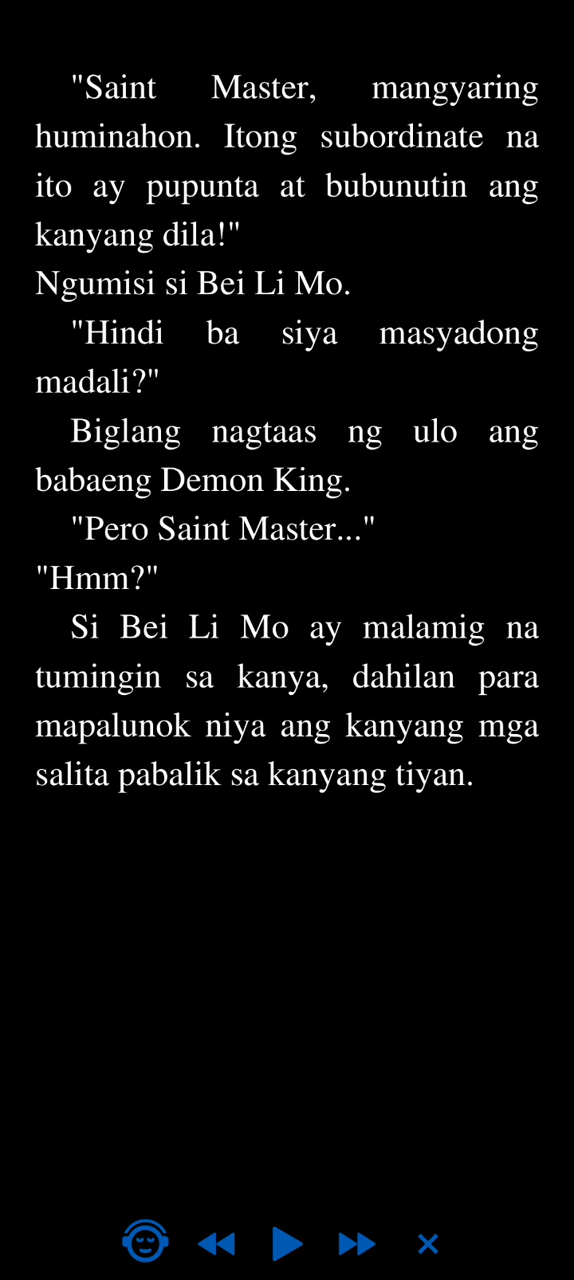 "Saint Master, mangyaring
huminahon. Itong subordinate na
ito ay pupunta at bubunutin ang
kanyang dila!"
Ngumisi si Bei Li Mo.
"Hindi ba siya masyadong
madali?"
Biglang nagtaas ng ulo ang
babaeng Demon King.
"Pero Saint Master..."
"Hmm?"
Si Bei Li Mo ay malamig na
tumingin sa kanya, dahilan para
mapalunok niya ang kanyang mga
salita pabalik sa kanyang tiyan.